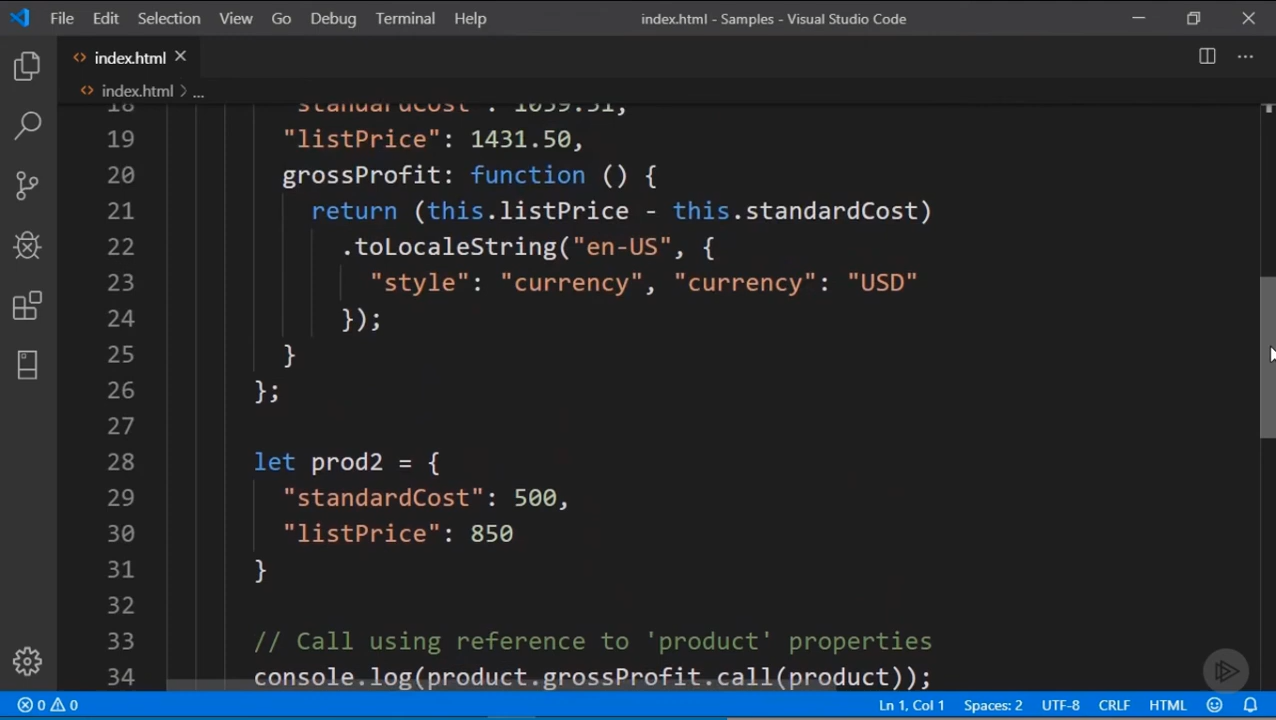 File Edit Selection View Go Debug Terminal Help index.html - Samples - Visual Studio Code
index.html
index.html > ...
18 "standardCost": 1059.31,
19 "listPrice": 1431.50,
20 grossProfit: function () {
21 return (this.listPrice - this.standardCost)
22 .toLocaleString("en-US", {
23 "style": "currency", "currency": "USD"
24 });
25 }
26 };
27
28 let prod2 = {
29 "standardCost": 500,
30 "listPrice": 850
31 }
32
33 // Call using reference to 'product' properties
34 console.log(product.grossProfit.call(product));
0 0 Ln 1, Col 1 Spaces: 2 UTF-8 CRLF HTML